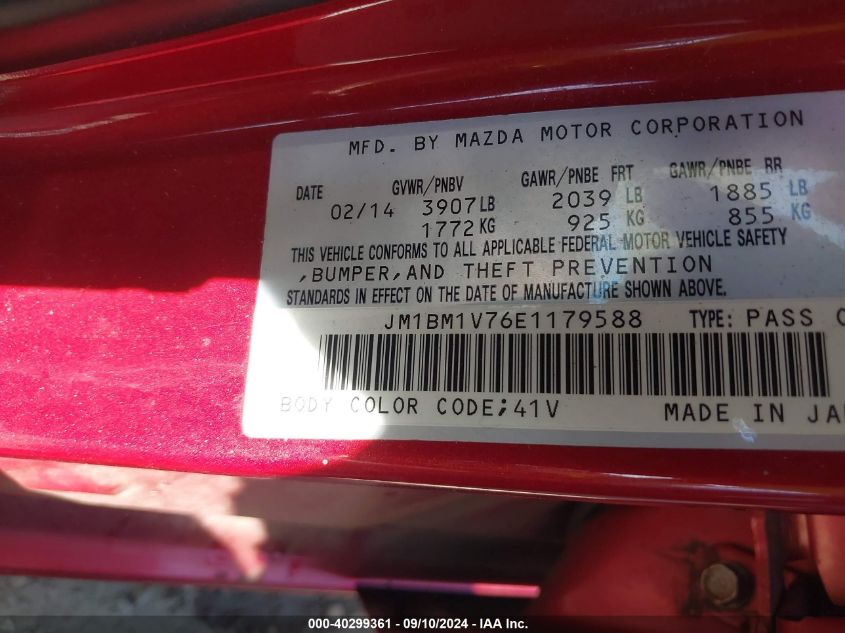 MFD. BY MAZDA MOTOR CORPORATION
DATE GVWR/PNBV GAWR/PNBE FRT GAWR/PNBE RR
02/14 3907LB 2039 LB 1885 LB
1772KG 925 KG 855 KG
THIS VEHICLE CONFORMS TO ALL APPLICABLE FEDERAL MOTOR VEHICLE SAFETY
,BUMPER,AND THEFT PREVENTION
STANDARDS IN EFFECT ON THE DATE OF MANUFACTURE SHOWN ABOVE.
JM1BM1V76E1179588 TYPE: PASS C
BODY COLOR CODE;41V MADE IN JA
000-40299361 - 09/10/2024 - IAA Inc.